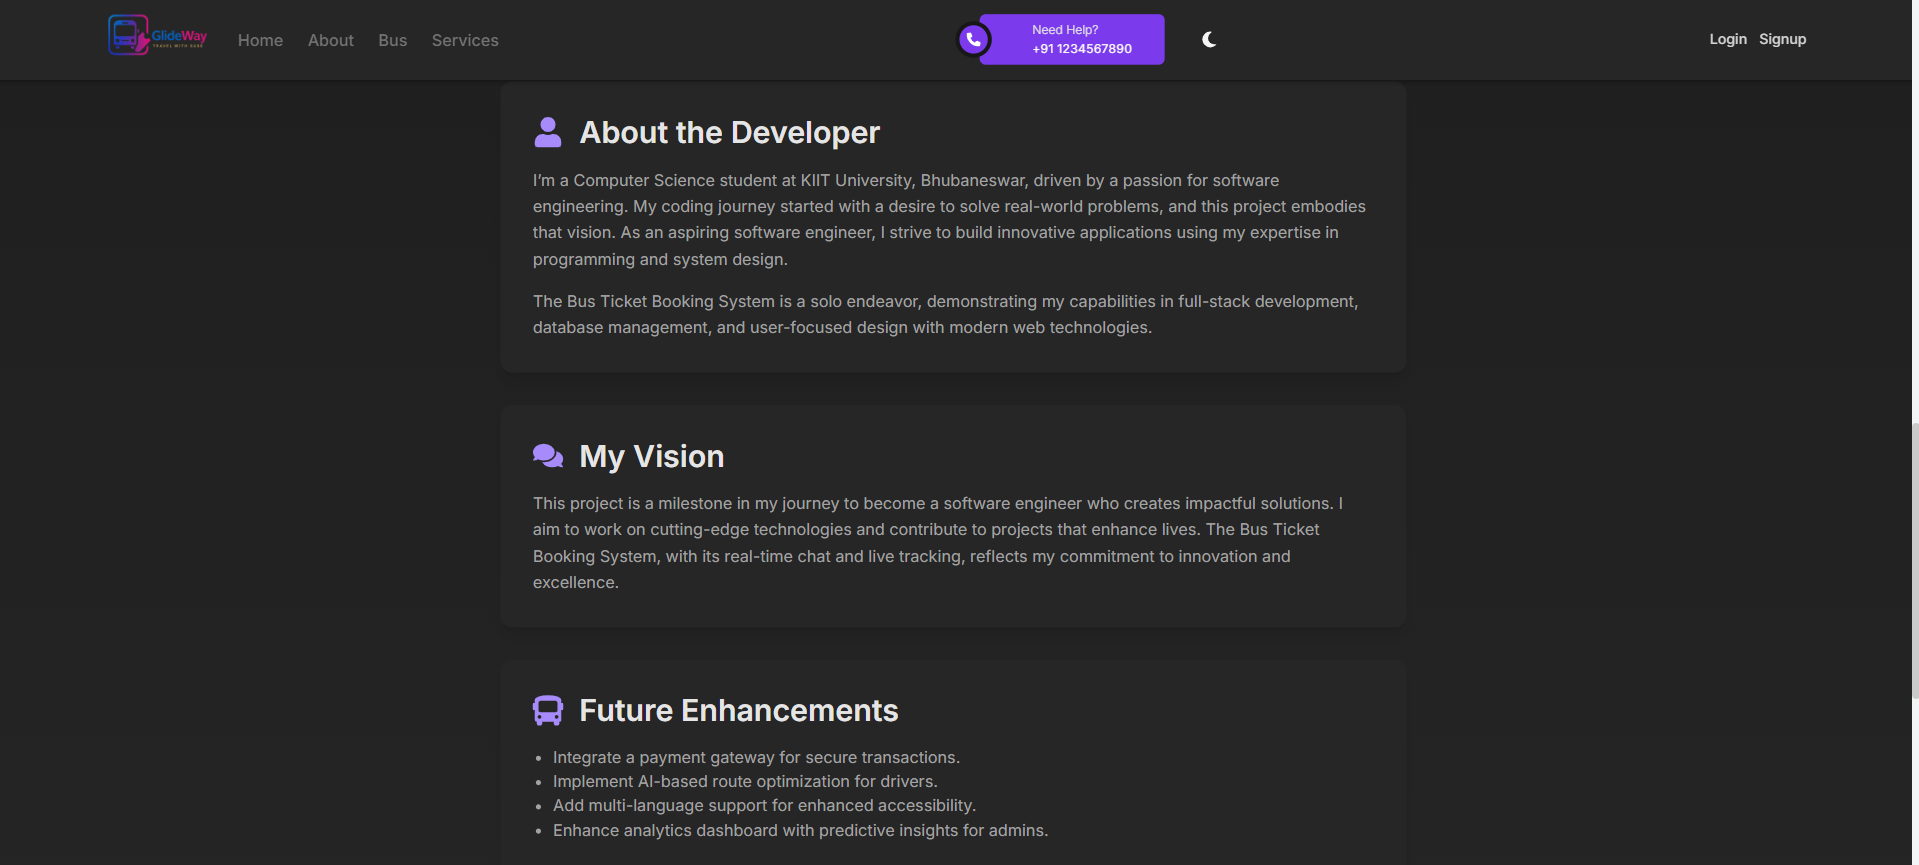 GlideWay
TRAVEL WITH EASE
Home About Bus Services
Need Help?
+91 1234567890
Login Signup
About the Developer
I’m a Computer Science student at KIIT University, Bhubaneswar, driven by a passion for software
engineering. My coding journey started with a desire to solve real-world problems, and this project embodies
that vision. As an aspiring software engineer, I strive to build innovative applications using my expertise in
programming and system design.
The Bus Ticket Booking System is a solo endeavor, demonstrating my capabilities in full-stack development,
database management, and user-focused design with modern web technologies.
My Vision
This project is a milestone in my journey to become a software engineer who creates impactful solutions. I
aim to work on cutting-edge technologies and contribute to projects that enhance lives. The Bus Ticket
Booking System, with its real-time chat and live tracking, reflects my commitment to innovation and
excellence.
Future Enhancements
• Integrate a payment gateway for secure transactions.
• Implement AI-based route optimization for drivers.
• Add multi-language support for enhanced accessibility.
• Enhance analytics dashboard with predictive insights for admins.